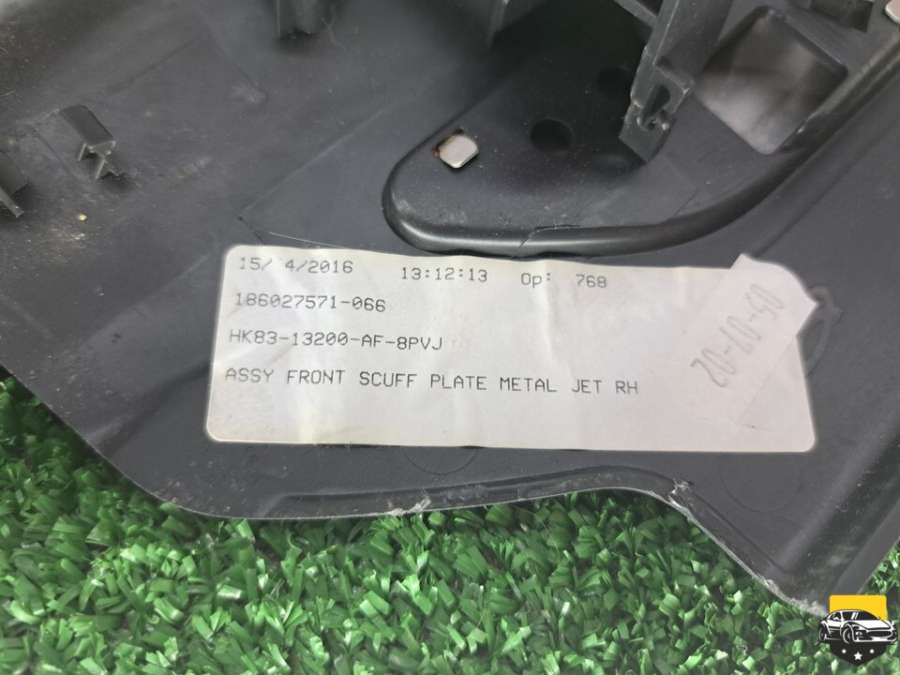 15/ 4/2016 13:12:13 Op: 768
186027571-066
HK83-13200-AF-8PVJ
ASSY FRONT SCUFF PLATE METAL JET RH